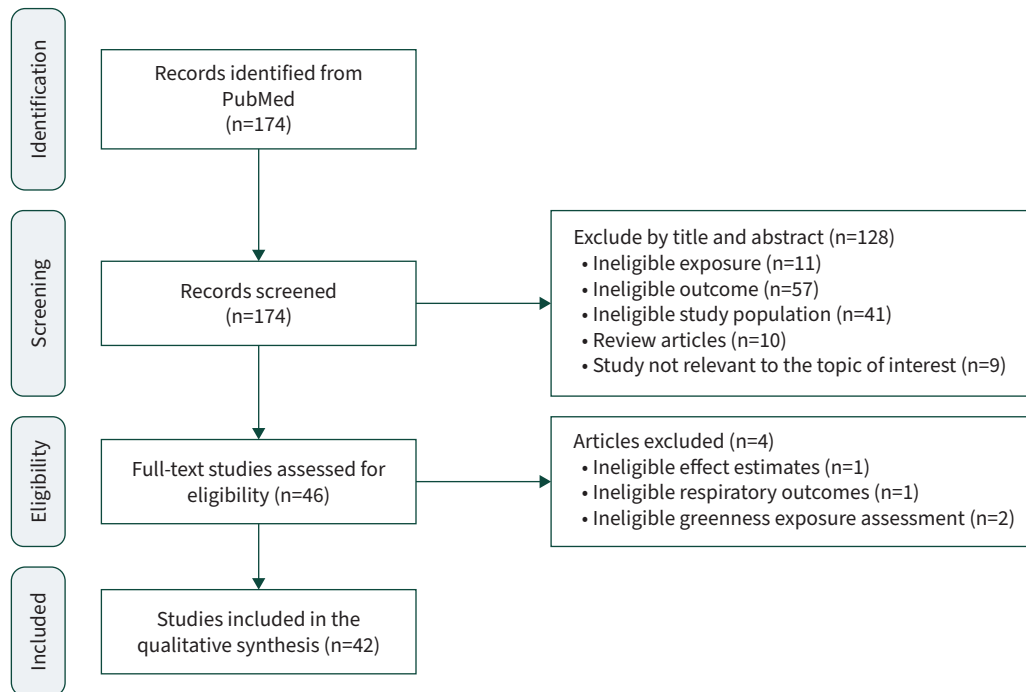 Identification
Records identified from
PubMed
(n=174)
Screening
Records screened
(n=174)
Exclude by title and abstract (n=128)
• Ineligible exposure (n=11)
• Ineligible outcome (n=57)
• Ineligible study population (n=41)
• Review articles (n=10)
• Study not relevant to the topic of interest (n=9)
Eligibility
Full-text studies assessed for
eligibility (n=46)
Articles excluded (n=4)
• Ineligible effect estimates (n=1)
• Ineligible respiratory outcomes (n=1)
• Ineligible greenness exposure assessment (n=2)
Included
Studies included in the
qualitative synthesis (n=42)